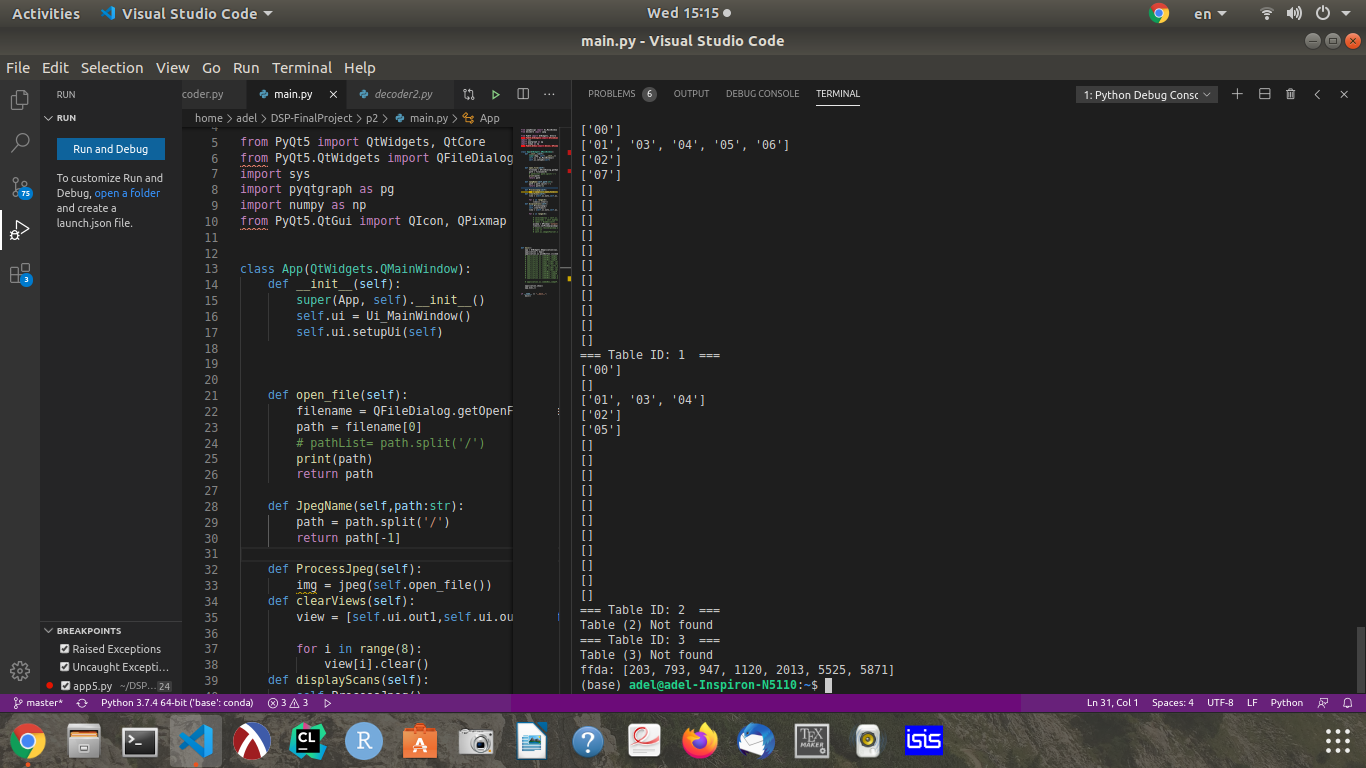 Activities
Visual Studio Code
Wed 15:15
en
main.py - Visual Studio Code
File Edit Selection View Go Run Terminal Help
RUN
RUN
Run and Debug
To customize Run and
Debug, open a folder
and create a
launch.json file.
75
3
BREAKPOINTS
Raised Exceptions
Uncaught Excepti...
app5.py ~/DSP... 24
coder.py
main.py
decoder2.py
home > adel > DSP-FinalProject > p2 > main.py > App
4
5 from PyQt5 import QtWidgets, QtCore
6 from PyQt5.QtWidgets import QFileDialog
7 import sys
8 import pyqtgraph as pg
9 import numpy as np
10 from PyQt5.QtGui import QIcon, QPixmap
11
12
13 class App(QtWidgets.QMainWindow):
14 def __init__(self):
15 super(App, self).__init__()
16 self.ui = Ui_MainWindow()
17 self.ui.setupUi(self)
18
19
20
21 def open_file(self):
22 filename = QFileDialog.getOpenF
23 path = filename[0]
24 # pathList= path.split('/')
25 print(path)
26 return path
27
28 def JpegName(self,path:str):
29 path = path.split('/')
30 return path[-1]
31
32 def ProcessJpeg(self):
33 img = jpeg(self.open_file())
34 def clearViews(self):
35 view = [self.ui.out1,self.ui.ou
36
37 for i in range(8):
38 view[i].clear()
39 def displayScans(self):
PROBLEMS 6 OUTPUT DEBUG CONSOLE TERMINAL
1: Python Debug Consc
['00']
['01', '03', '04', '05', '06']
['02']
['07']
[]
[]
[]
[]
[]
[]
[]
[]
[]
[]
[]
=== Table ID: 1 ===
['00']
[]
['01', '03', '04']
['02']
['05']
[]
[]
[]
[]
[]
[]
[]
[]
[]
[]
[]
=== Table ID: 2 ===
Table (2) Not found
=== Table ID: 3 ===
Table (3) Not found
ffda: [203, 793, 947, 1120, 2013, 5525, 5871]
(base) adel@adel-Inspiron-N5110:~$
master*
Python 3.7.4 64-bit ('base': conda)
3
3
Ln 31, Col 1
Spaces: 4
UTF-8
LF
Python
CL
R
A
?
TEX
MAKER
isis